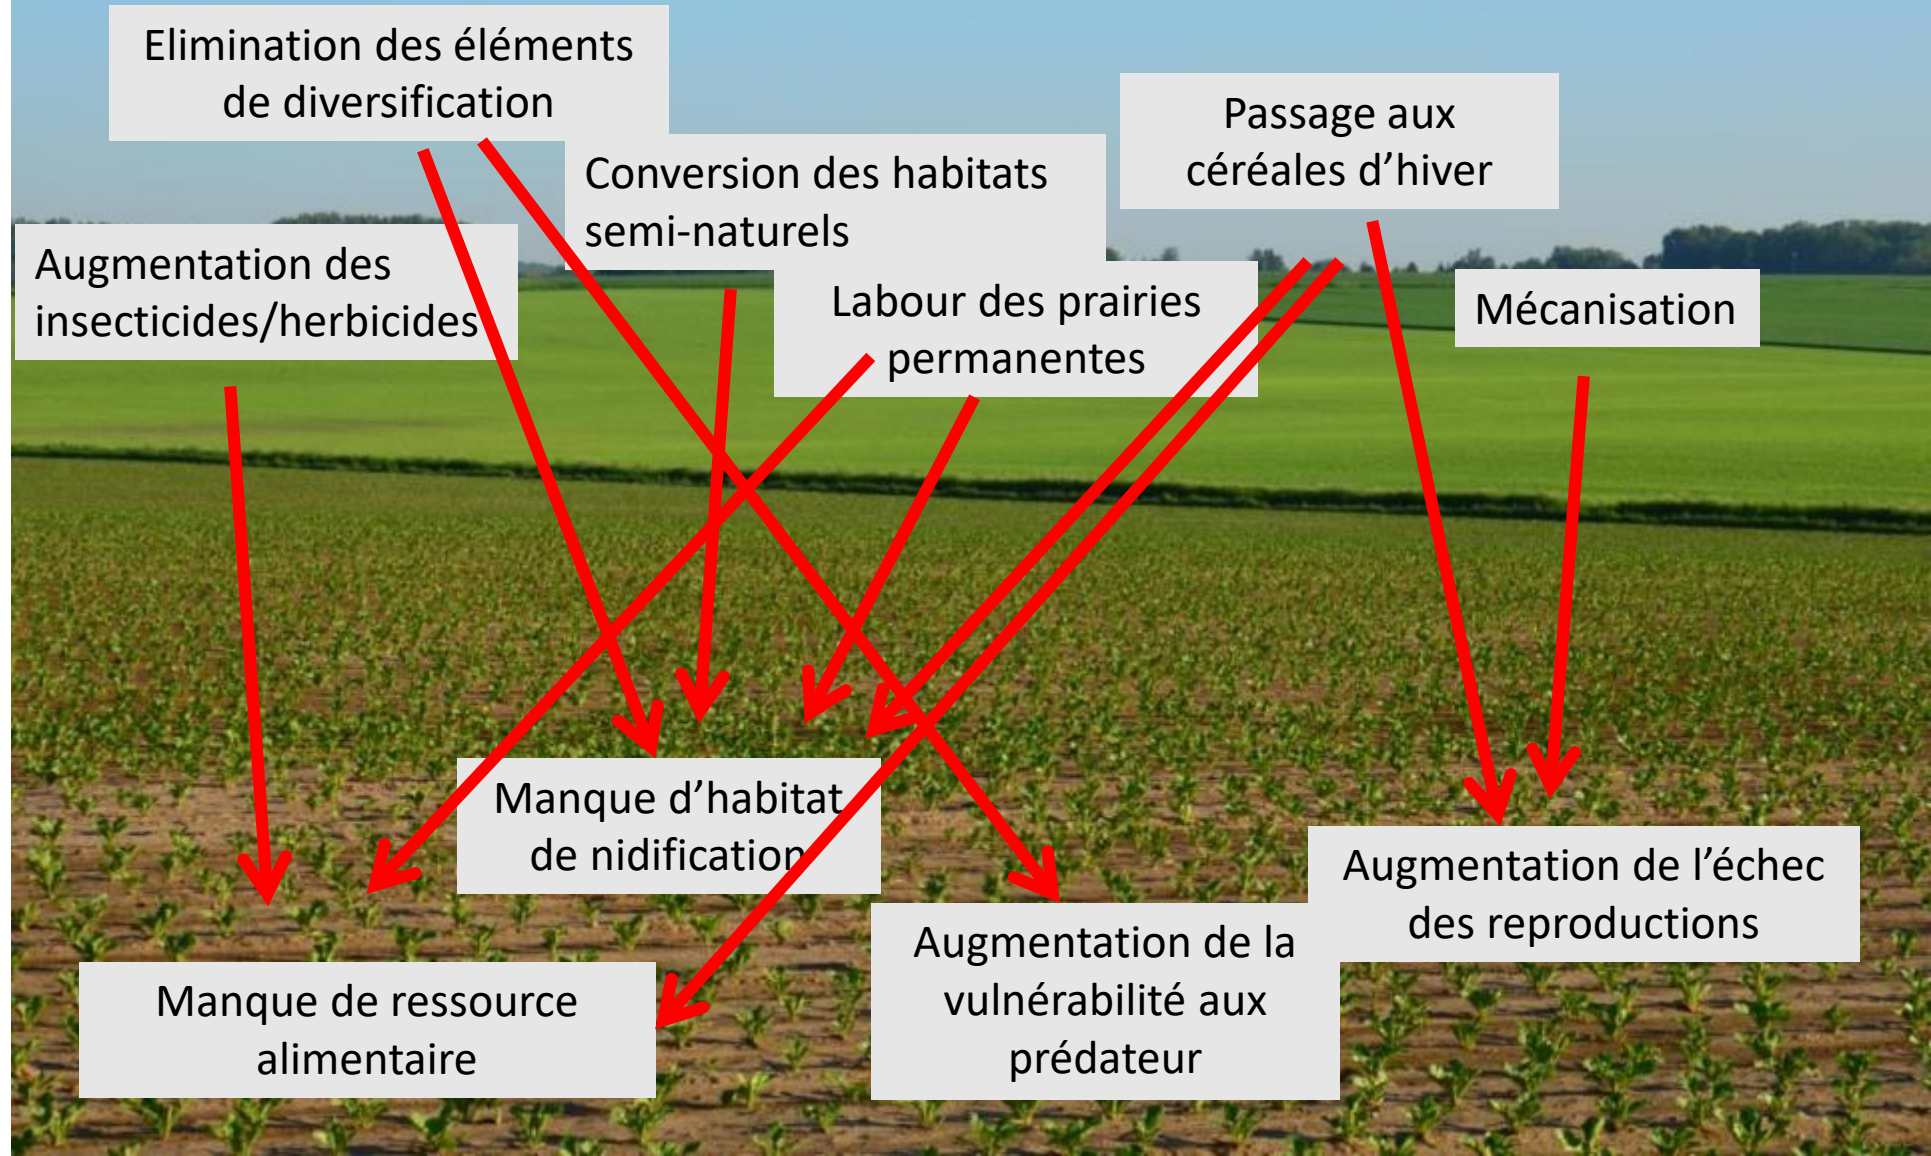 Elimination des éléments
de diversification
Passage aux
céréales d’hiver
Conversion des habitats
semi-naturels
Augmentation des
insecticides/herbicides
Labour des prairies
permanentes
Mécanisation
Manque d’habitat
de nidification
Augmentation de l’échec
des reproductions
Augmentation de la
vulnérabilité aux
prédateur
Manque de ressource
alimentaire